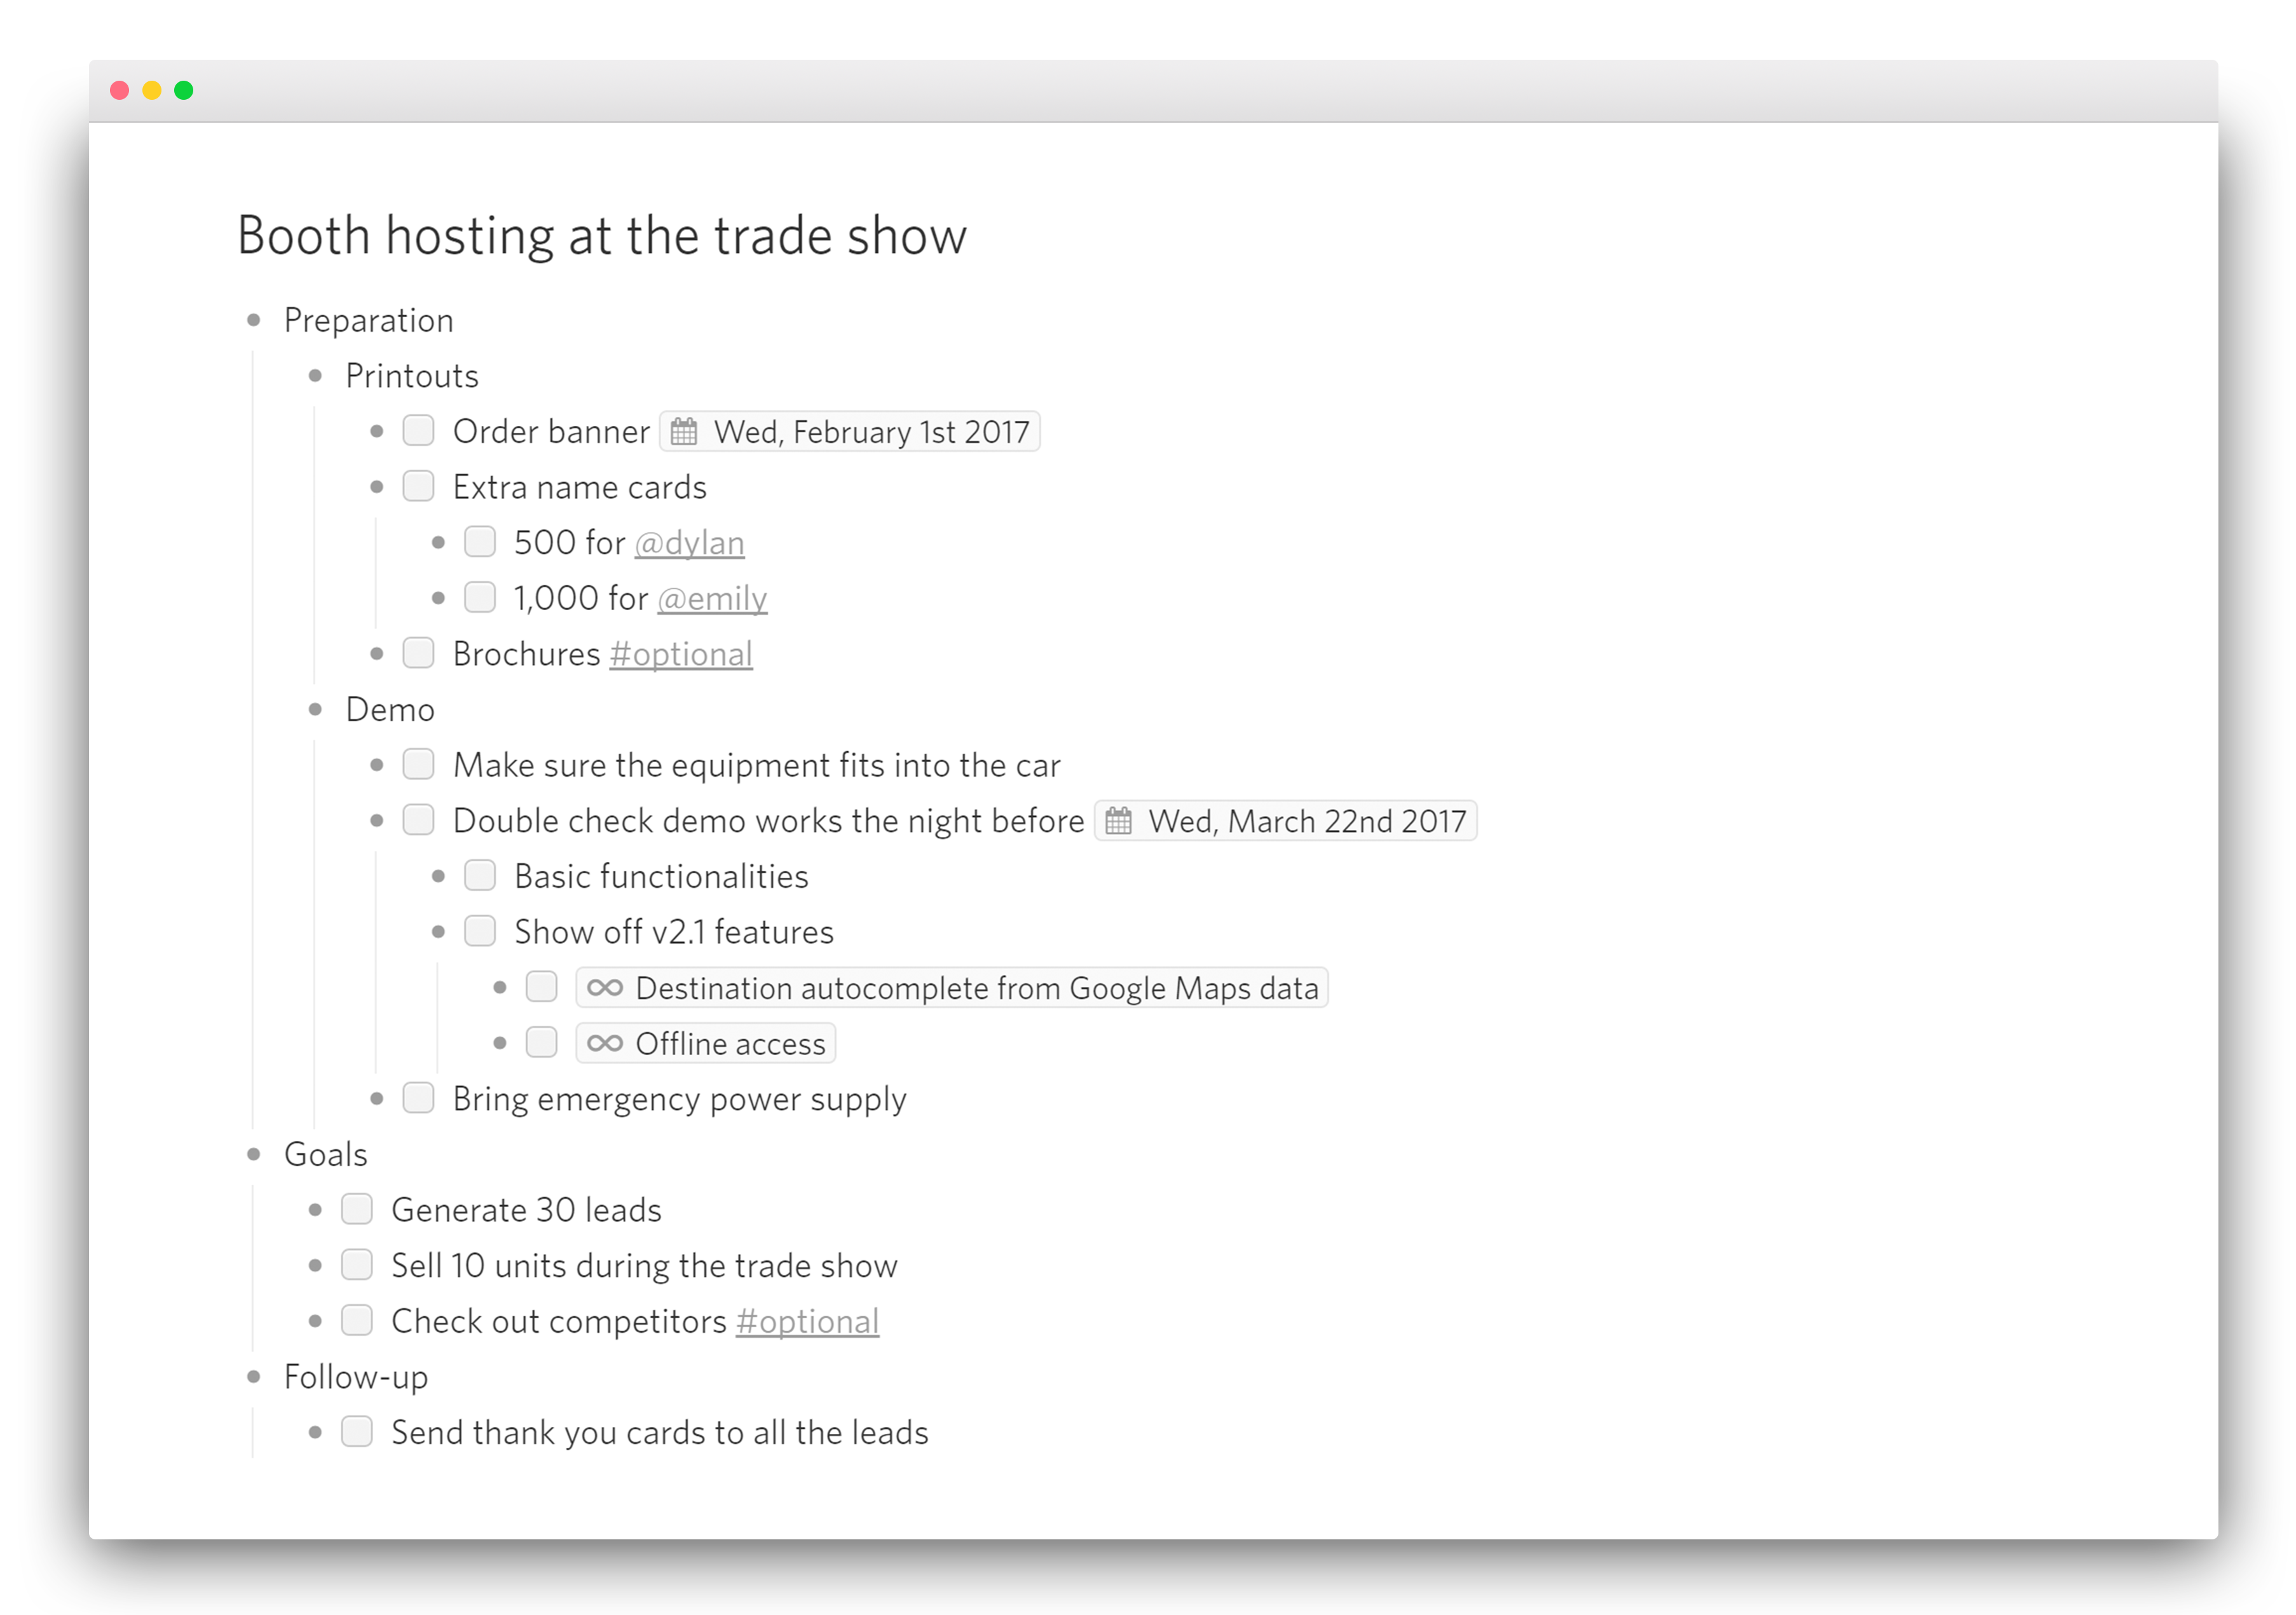 Booth hosting at the trade show
Preparation
Printouts
Order banner Wed, February 1st 2017
Extra name cards
500 for @dylan
1,000 for @emily
Brochures #optional
Demo
Make sure the equipment fits into the car
Double check demo works the night before Wed, March 22nd 2017
Basic functionalities
Show off v2.1 features
Destination autocomplete from Google Maps data
Offline access
Bring emergency power supply
Goals
Generate 30 leads
Sell 10 units during the trade show
Check out competitors #optional
Follow-up
Send thank you cards to all the leads